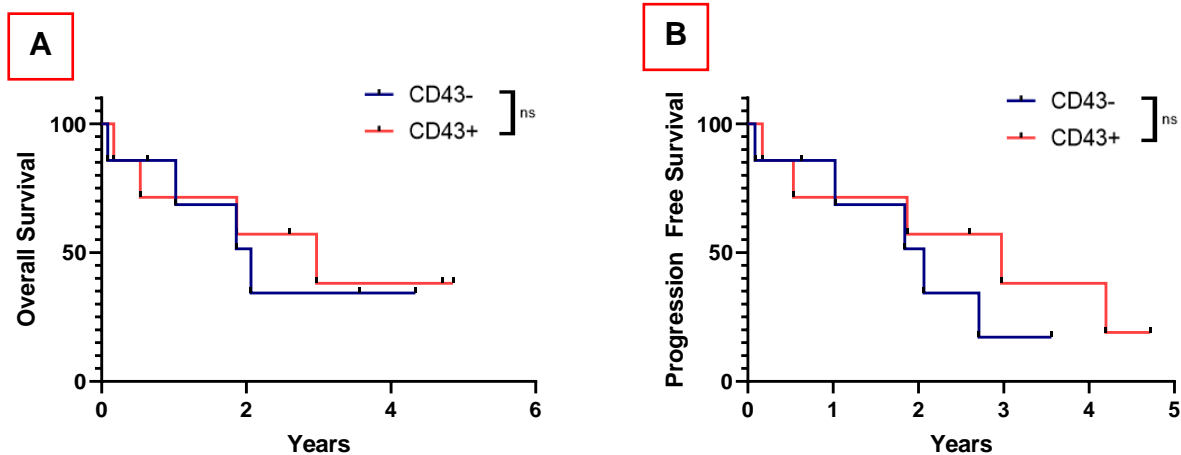 A
CD43-
CD43+
ns
100
50
0
Overall Survival
0 2 4 6
Years
B
CD43-
CD43+
ns
100
50
0
Progression Free Survival
0 1 2 3 4 5
Years